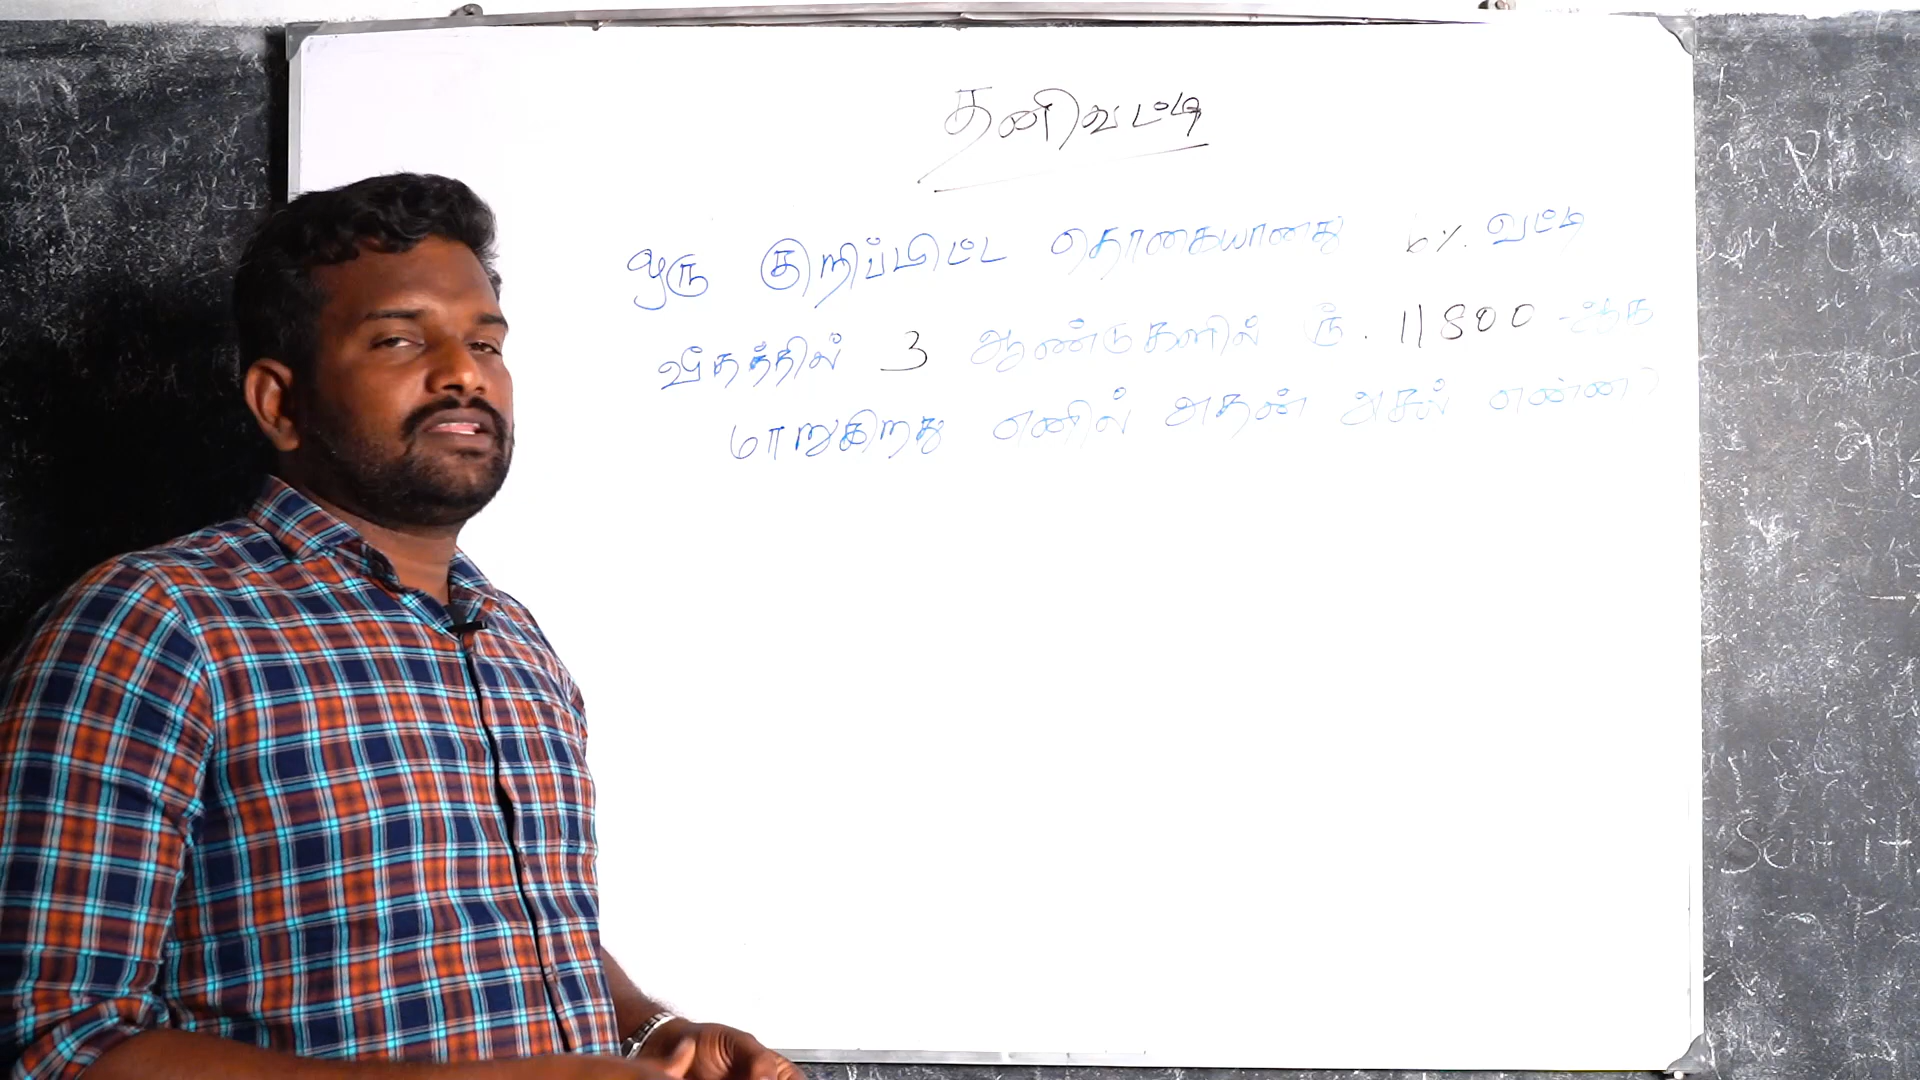 தனிவட்டி
ஒரு குறிப்பிட்ட தொகையானது 6% வட்டி
வீதத்தில் 3 ஆண்டுகளில் ரூ. 11800 -ஆக
மாறுகிறது எனில் அதன் அசல் என்ன?